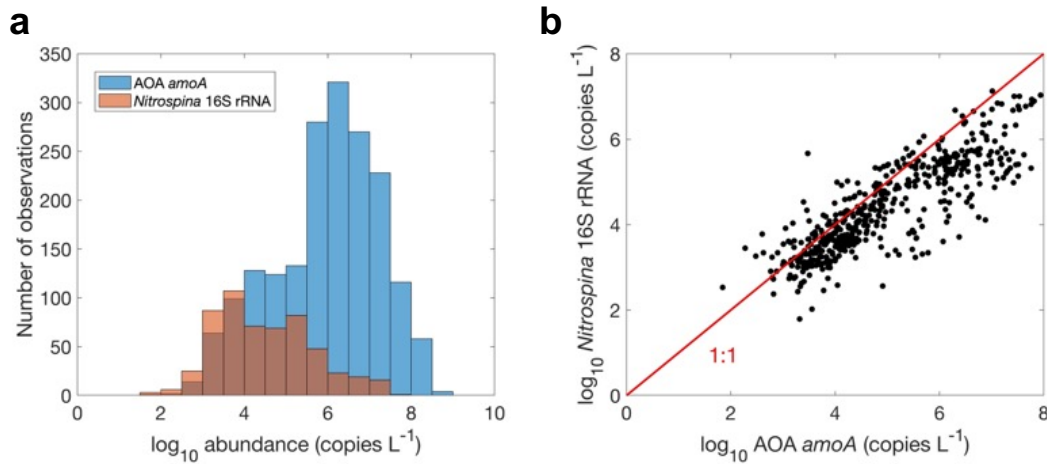 a
350
300
250
200
150
100
50
0
Number of observations
AOA amoA
Nitrospina 16S rRNA
0 2 4 6 8 10
log₁₀ abundance (copies L⁻¹)
b
8
6
4
2
0
log₁₀ Nitrospina 16S rRNA (copies L⁻¹)
1:1
0 2 4 6 8
log₁₀ AOA amoA (copies L⁻¹)